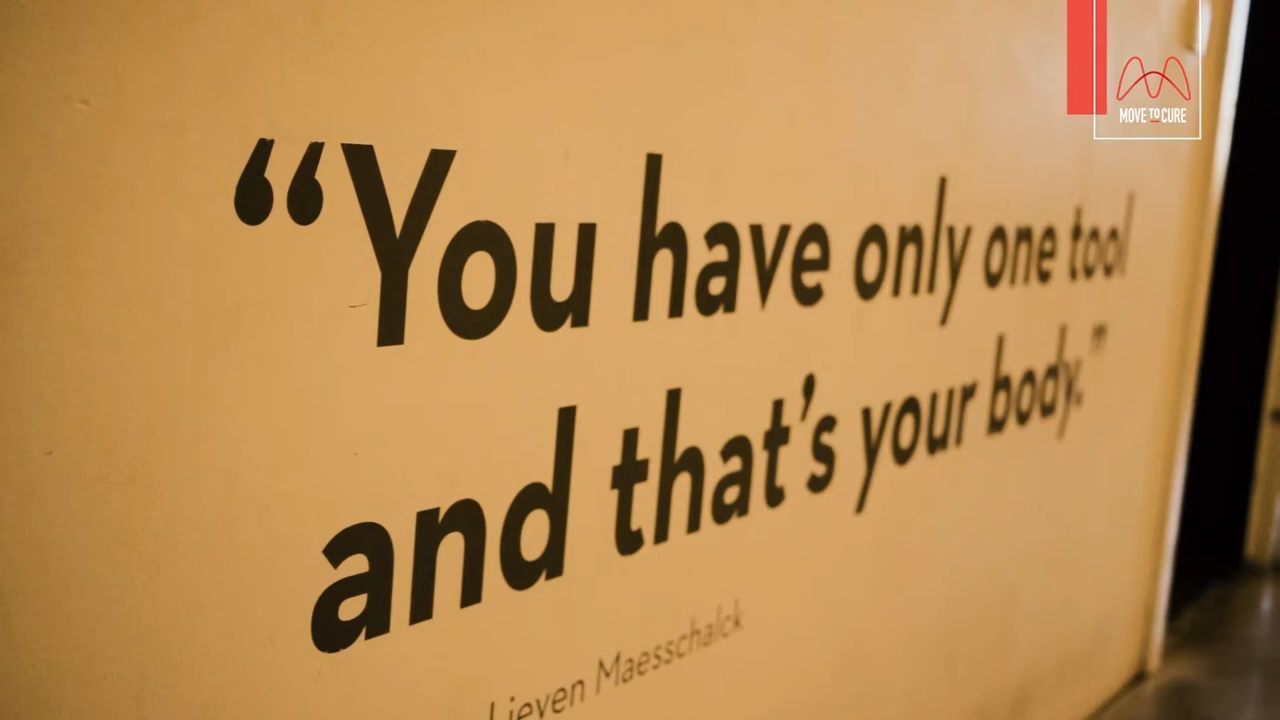 MOVE TO CURE
“You have only one tool
and that’s your body.”
Lieven Maesschalck